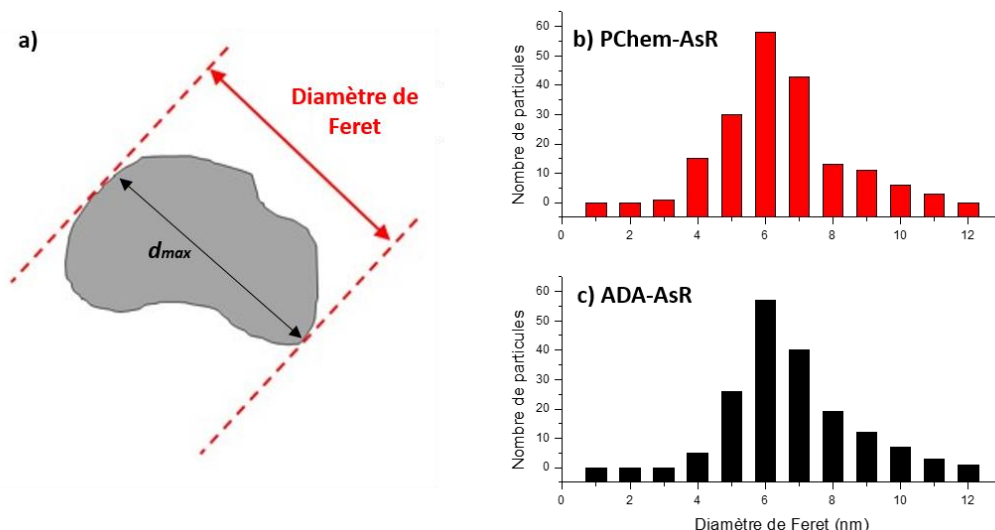 a)
Diamètre de
Feret
dmax
b) PChem-AsR
Nombre de particules
60
50
40
30
20
10
0
0 2 4 6 8 10 12
c) ADA-AsR
Nombre de particules
60
50
40
30
20
10
0
0 2 4 6 8 10 12
Diamètre de Feret (nm)